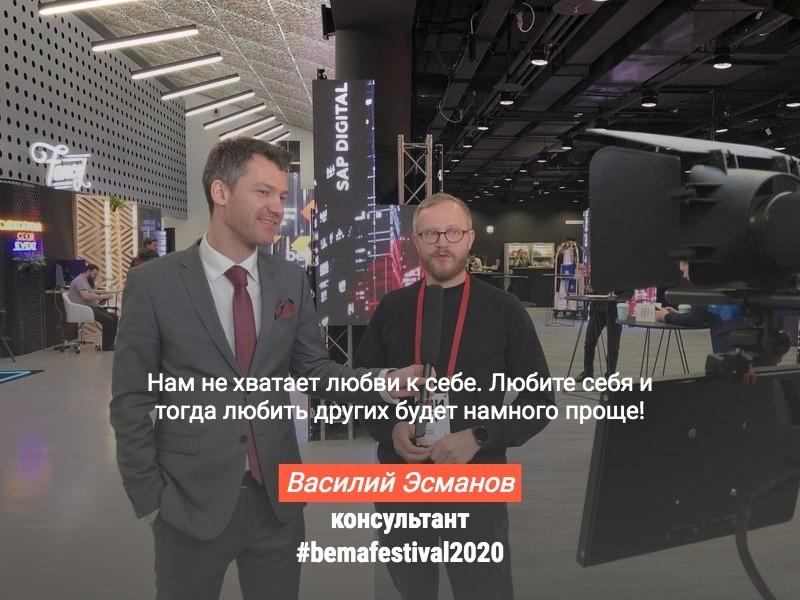 SAP DIGITAL
Нам не хватает любви к себе. Любите себя и
тогда любить других будет намного проще!
Василий Эсманов
консультант
#bemafestival2020